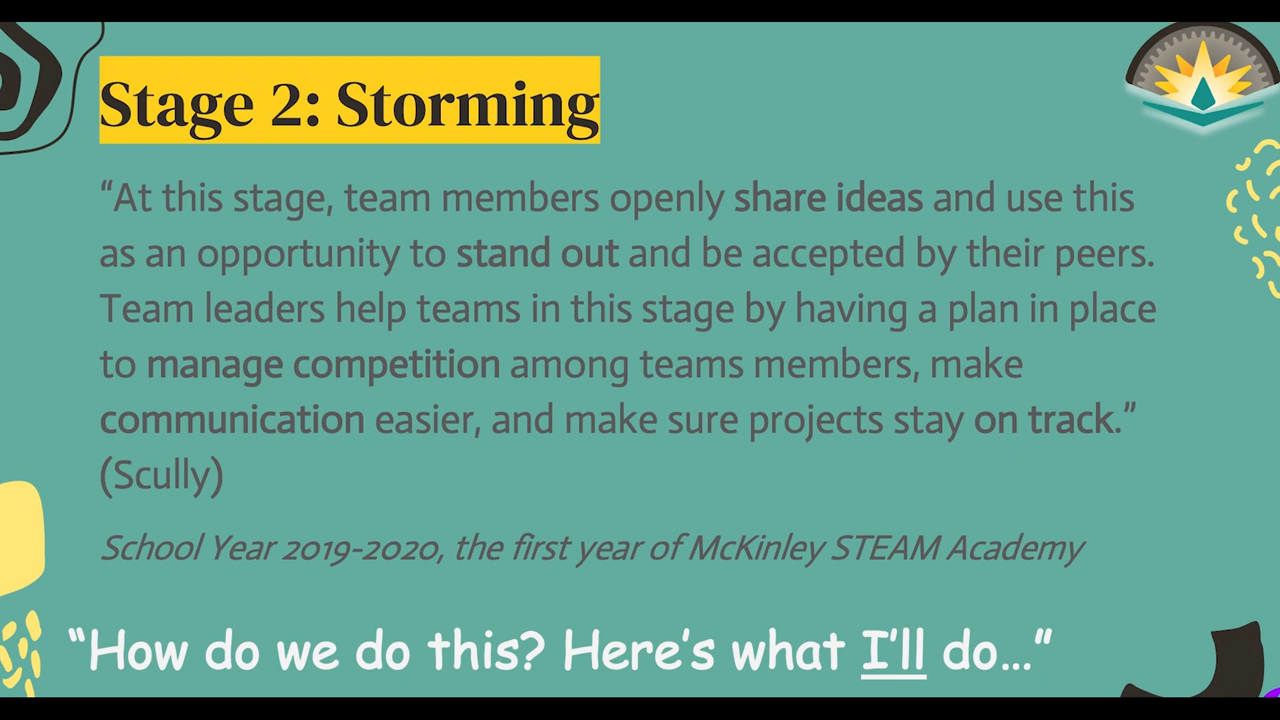 Stage 2: Storming
“At this stage, team members openly share ideas and use this
as an opportunity to stand out and be accepted by their peers.
Team leaders help teams in this stage by having a plan in place
to manage competition among teams members, make
communication easier, and make sure projects stay on track.”
(Scully)
School Year 2019-2020, the first year of McKinley STEAM Academy
“How do we do this? Here’s what I’ll do…”